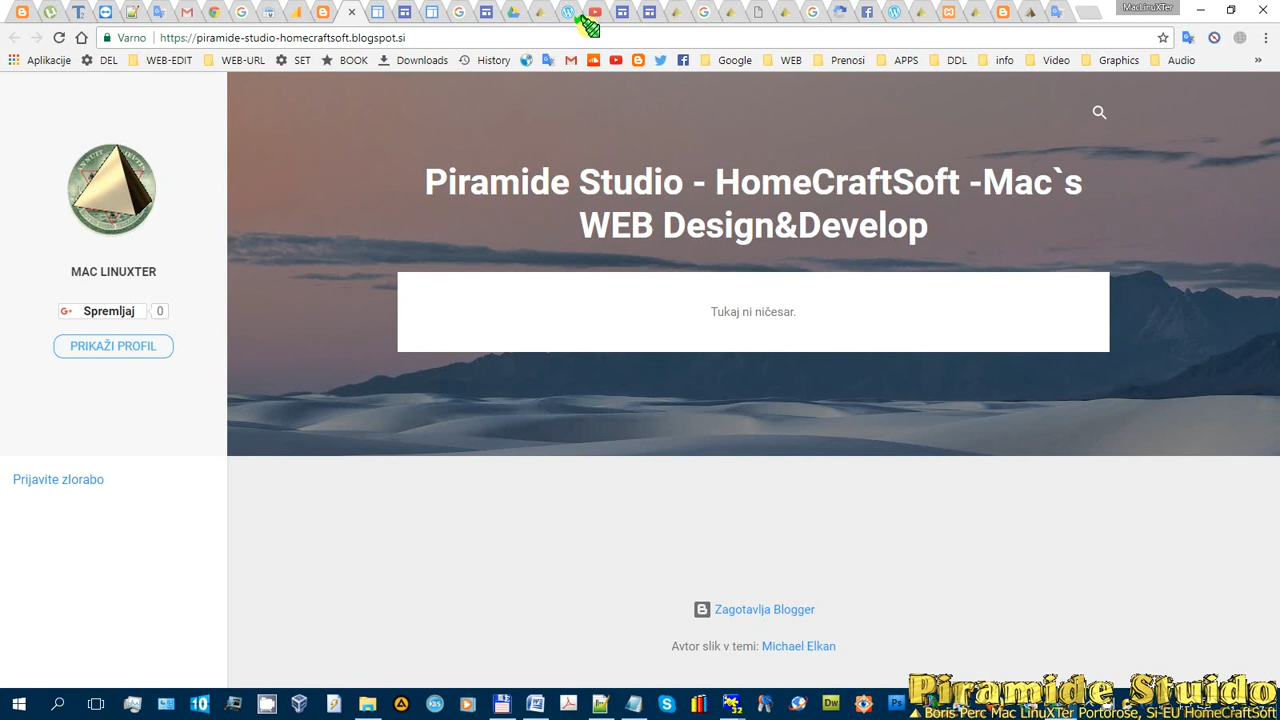 MacLinuXTer
Varno
https://piramide-studio-homecraftsoft.blogspot.si
Aplikacije
DEL
WEB-EDIT
WEB-URL
SET
BOOK
Downloads
History
Google
WEB
Prenosi
APPS
DDL
info
Video
Graphics
Audio
»
Piramide Studio - HomeCraftSoft -Mac`s
WEB Design&Develop
Tukaj ni ničesar.
MAC LINUXTER
G+ Spremljaj 0
PRIKAŽI PROFIL
Prijavite zlorabo
Zagotavlja Blogger
Avtor slik v temi: Michael Elkan
Piramide Stuido
Boris Perc Mac LinuXTer Portorose, Si-EU HomeCraftSoft